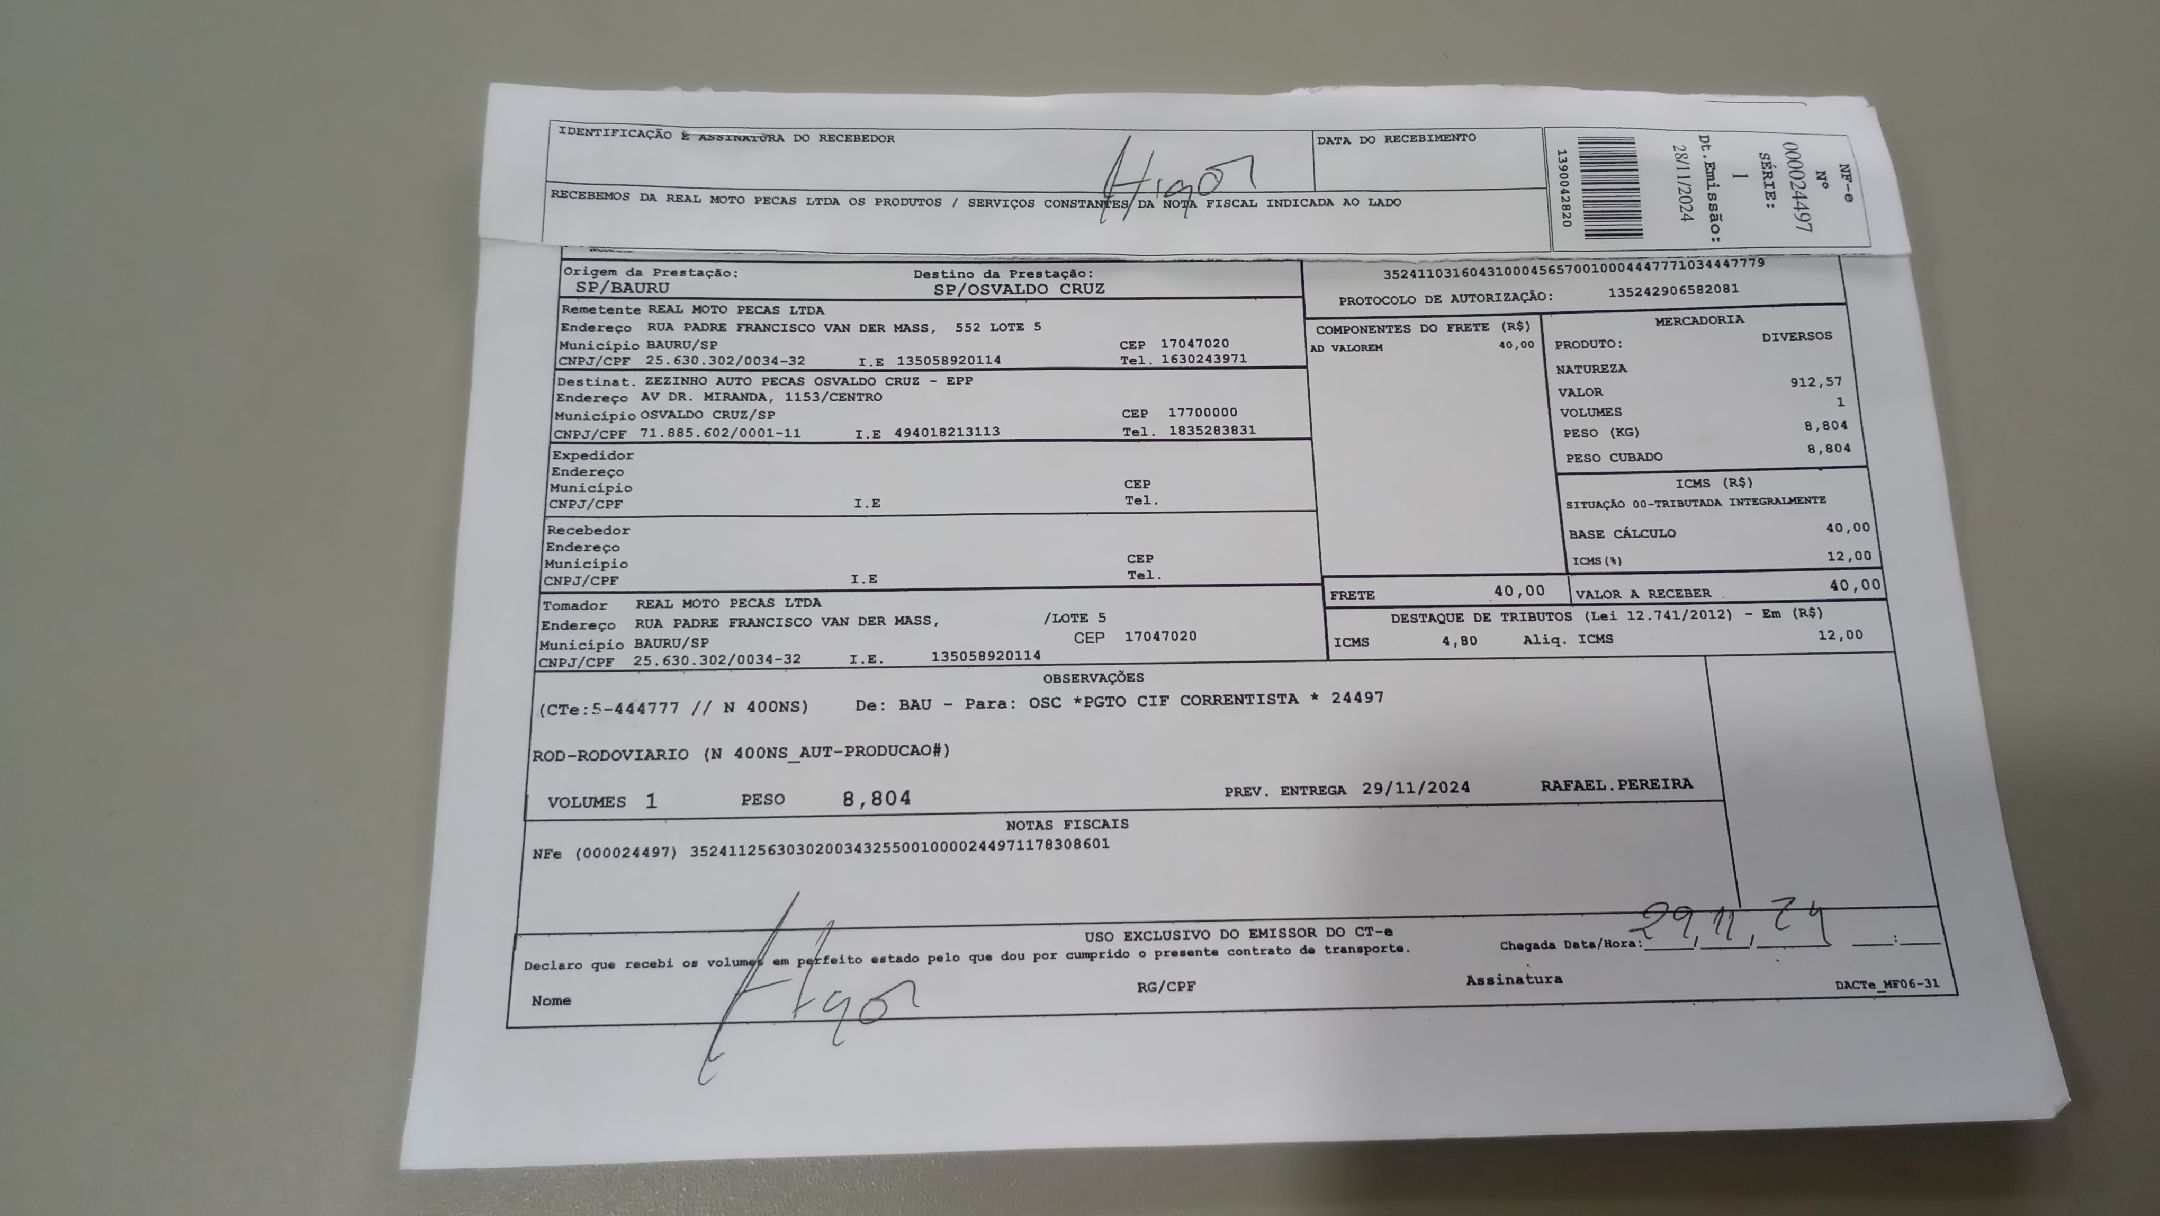 IDENTIFICAÇÃO E ASSINATURA DO RECEBEDOR
DATA DO RECEBIMENTO
RECEBEMOS DA REAL MOTO PECAS LTDA OS PRODUTOS / SERVIÇOS CONSTANTES DA NOTA FISCAL INDICADA AO LADO
1390042820
NF-e
Nº
000024497
SÉRIE:
1
Dt.Emissão:
28/11/2024
Origem da Prestação:
SP/BAURU
Destino da Prestação:
SP/OSVALDO CRUZ
35241103160431000456570010004447771034447779
PROTOCOLO DE AUTORIZAÇÃO: 135242906582081
Remetente REAL MOTO PECAS LTDA
Endereço RUA PADRE FRANCISCO VAN DER MASS, 552 LOTE 5
Município BAURU/SP CEP 17047020
CNPJ/CPF 25.630.302/0034-32 I.E 135058920114 Tel. 1630243971
Destinat. ZEZINHO AUTO PECAS OSVALDO CRUZ - EPP
Endereço AV DR. MIRANDA, 1153/CENTRO
Município OSVALDO CRUZ/SP CEP 17700000
CNPJ/CPF 71.885.602/0001-11 I.E 494018213113 Tel. 1835283831
Expedidor
Endereço
Município CEP
CNPJ/CPF I.E Tel.
Recebedor
Endereço
Município CEP
CNPJ/CPF I.E Tel.
Tomador REAL MOTO PECAS LTDA
Endereço RUA PADRE FRANCISCO VAN DER MASS, /LOTE 5
Município BAURU/SP CEP 17047020
CNPJ/CPF 25.630.302/0034-32 I.E. 135058920114
COMPONENTES DO FRETE (R$)
AD VALOREM 40,00
MERCADORIA
PRODUTO: DIVERSOS
NATUREZA
VALOR 912,57
VOLUMES 1
PESO (KG) 8,804
PESO CUBADO 8,804
ICMS (R$)
SITUAÇÃO 00-TRIBUTADA INTEGRALMENTE
BASE CÁLCULO 40,00
ICMS(%) 12,00
FRETE 40,00 VALOR A RECEBER 40,00
DESTAQUE DE TRIBUTOS (Lei 12.741/2012) - Em (R$)
ICMS 4,80 Aliq. ICMS 12,00
OBSERVAÇÕES
(CTe:5-444777 // N 400NS) De: BAU - Para: OSC *PGTO CIF CORRENTISTA * 24497
ROD-RODOVIARIO (N 400NS_AUT-PRODUCAO#)
VOLUMES 1 PESO 8,804 PREV. ENTREGA 29/11/2024 RAFAEL.PEREIRA
NOTAS FISCAIS
NFe (000024497) 35241125630302003432550010000244971178308601
USO EXCLUSIVO DO EMISSOR DO CT-e
Declaro que recebi os volumes em perfeito estado pelo que dou por cumprido o presente contrato de transporte.
Chegada Data/Hora: 29,11,24 :
Nome RG/CPF Assinatura
DACTe_MF06-31